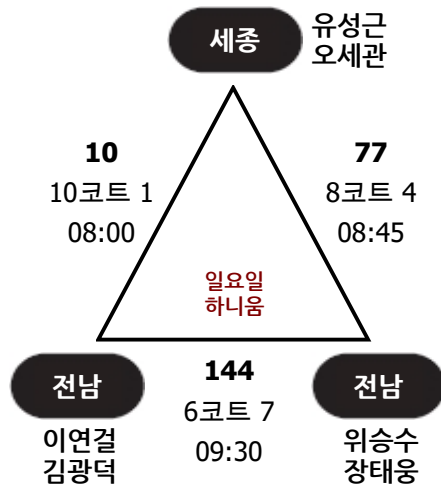 세종
유성근
오세관
10
10코트 1
08:00
77
8코트 4
08:45
일요일
하니움
전남
이연걸
김광덕
144
6코트 7
09:30
전남
위승수
장태웅